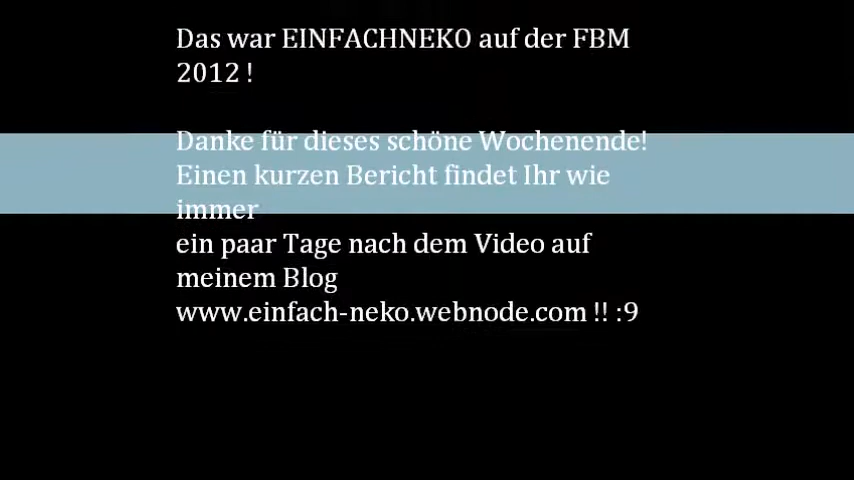 Das war EINFACHNEKO auf der FBM
2012 !
Danke für dieses schöne Wochenende!
Einen kurzen Bericht findet Ihr wie
immer
ein paar Tage nach dem Video auf
meinem Blog
www.einfach-neko.webnode.com !! :9